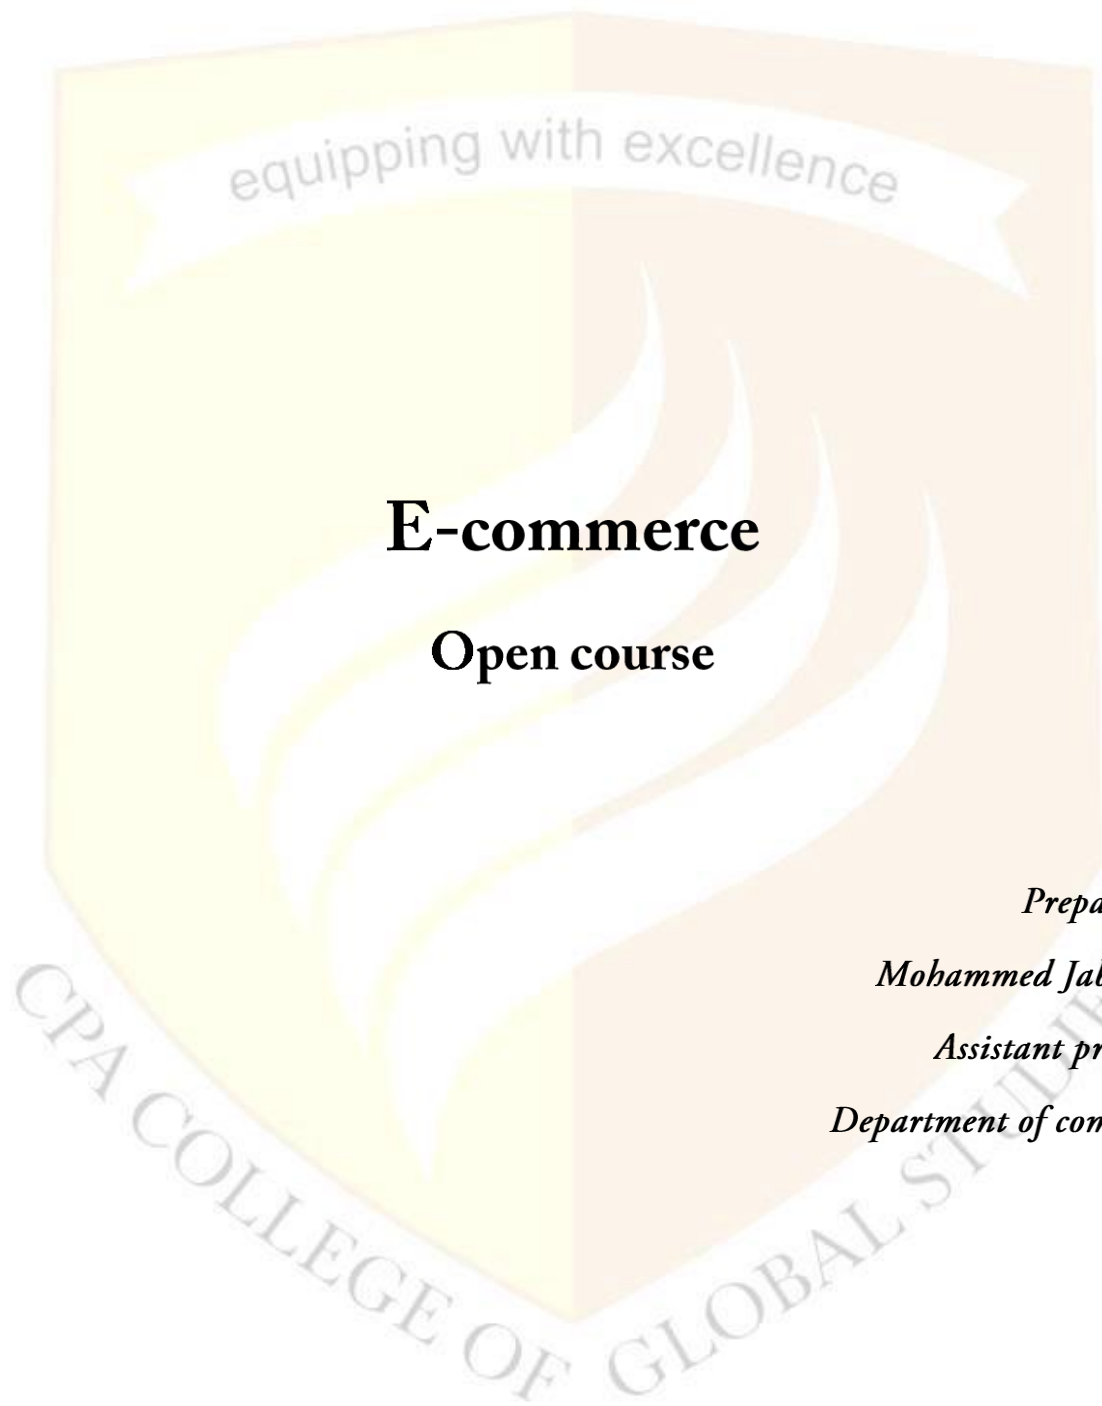 equipping with excellence
E-commerce
Open course
Mohammed
Assistant
Department of
CPA COLLEGE OF GLOBAL